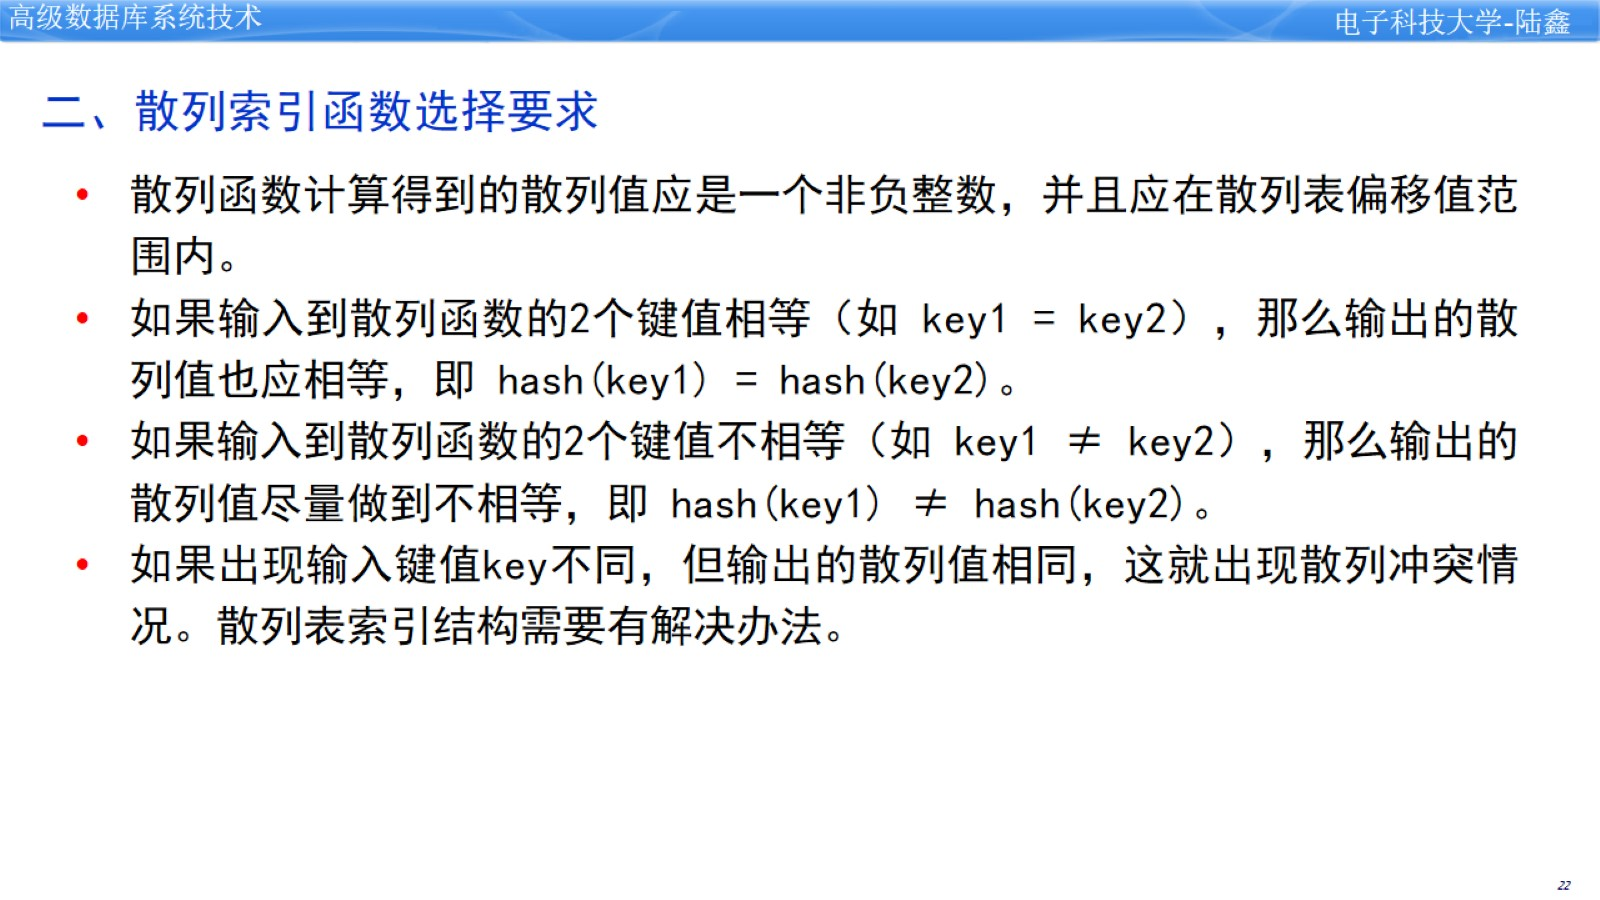 高级数据库系统技术
电子科技大学-陆鑫
二、散列索引函数选择要求
• 散列函数计算得到的散列值应是一个非负整数，并且应在散列表偏移值范
围内。
• 如果输入到散列函数的2个键值相等（如 key1 = key2），那么输出的散
列值也应相等，即 hash(key1) = hash(key2)。
• 如果输入到散列函数的2个键值不相等（如 key1 ≠ key2），那么输出的
散列值尽量做到不相等，即 hash(key1) ≠ hash(key2)。
• 如果出现输入键值key不同，但输出的散列值相同，这就出现散列冲突情
况。散列表索引结构需要有解决办法。
22